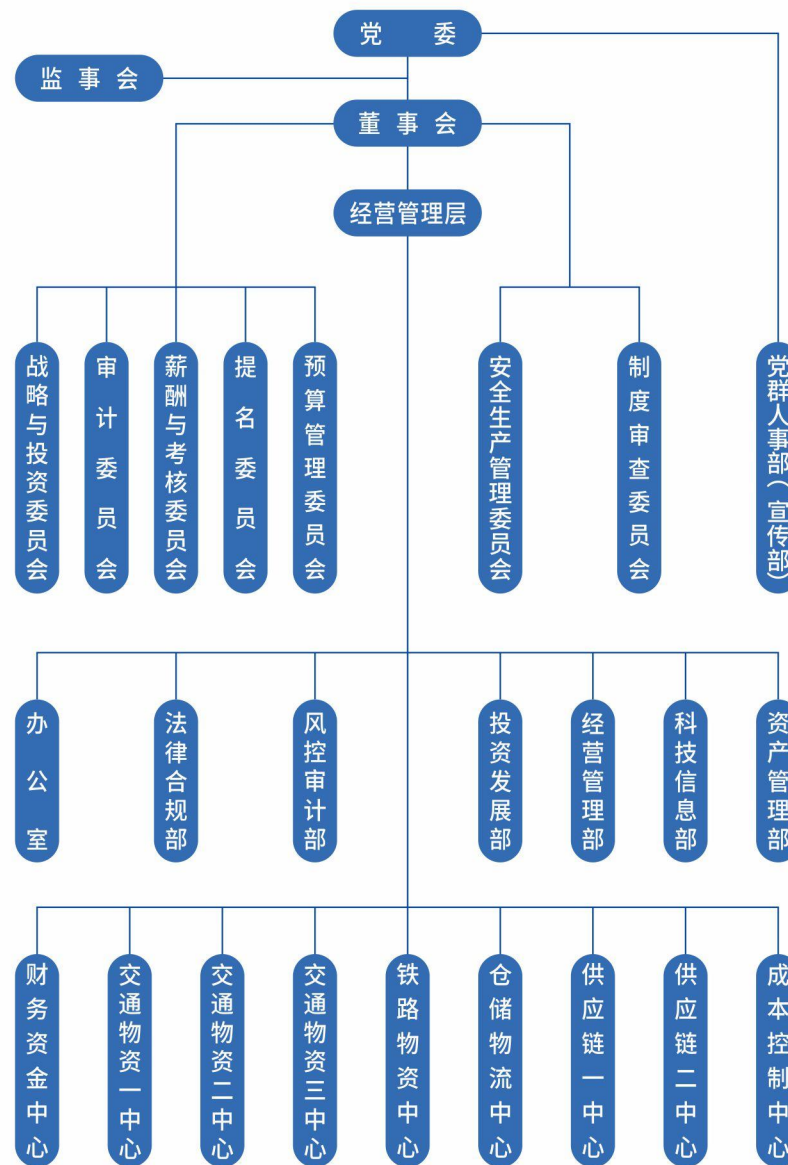 党委
监事会
董事会
经营管理层
战略与投资委员会
审计委员会
薪酬与考核委员会
提名委员会
预算管理委员会
安全生产管理委员会
制度审查委员会
党群人事部(宣传部)
办公室
法律合规部
风控审计部
投资发展部
经营管理部
科技信息部
资产管理部
财务资金中心
交通物资一中心
交通物资二中心
交通物资三中心
铁路物资中心
仓储物流中心
供应链一中心
供应链二中心
成本控制中心